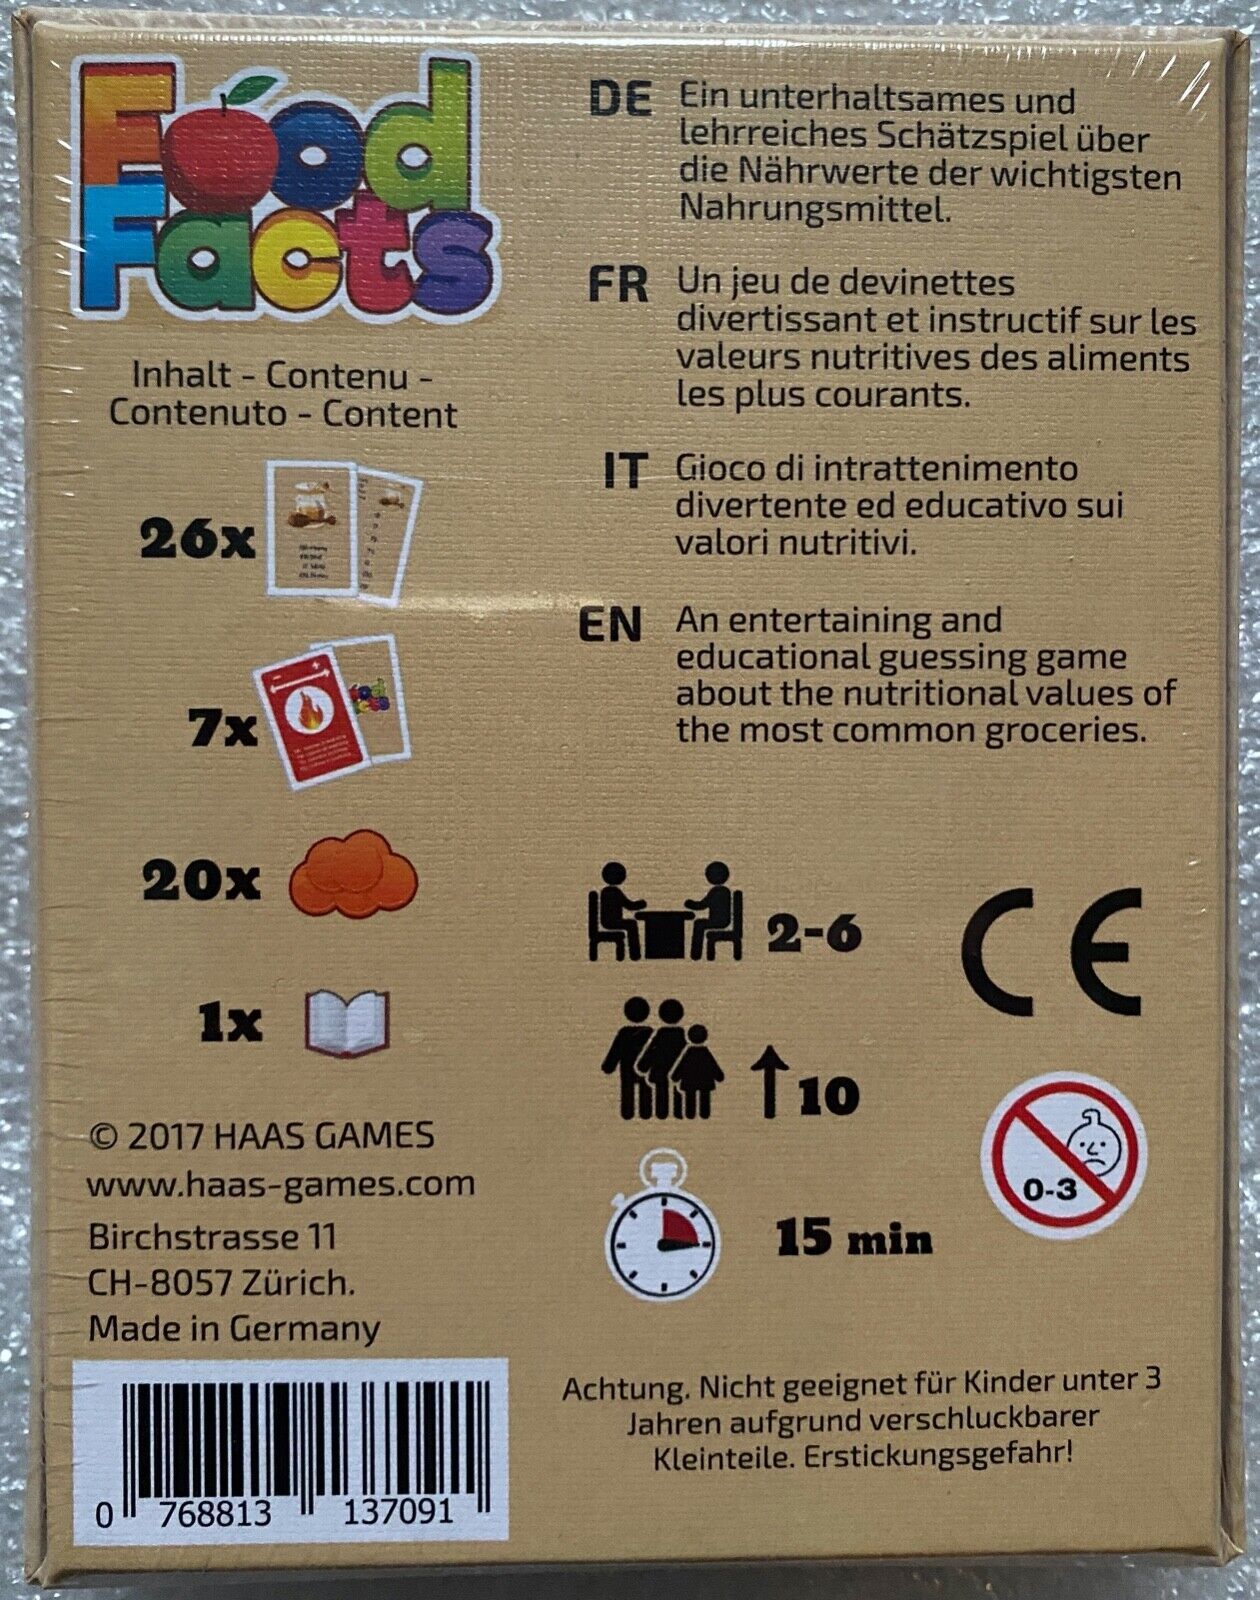 Food
Facts
Inhalt - Contenu -
Contenuto - Content
26x
7x
20x
1x
© 2017 HAAS GAMES
www.haas-games.com
Birchstrasse 11
CH-8057 Zürich.
Made in Germany
0 768813 137091
DE Ein unterhaltsames und
lehrreiches Schätzspiel über
die Nährwerte der wichtigsten
Nahrungsmittel.
FR Un jeu de devinettes
divertissant et instructif sur les
valeurs nutritives des aliments
les plus courants.
IT Gioco di intrattenimento
divertente ed educativo sui
valori nutritivi.
EN An entertaining and
educational guessing game
about the nutritional values of
the most common groceries.
2-6
CE
10
0-3
15 min
Achtung. Nicht geeignet für Kinder unter 3
Jahren aufgrund verschluckbarer
Kleinteile. Erstickungsgefahr!